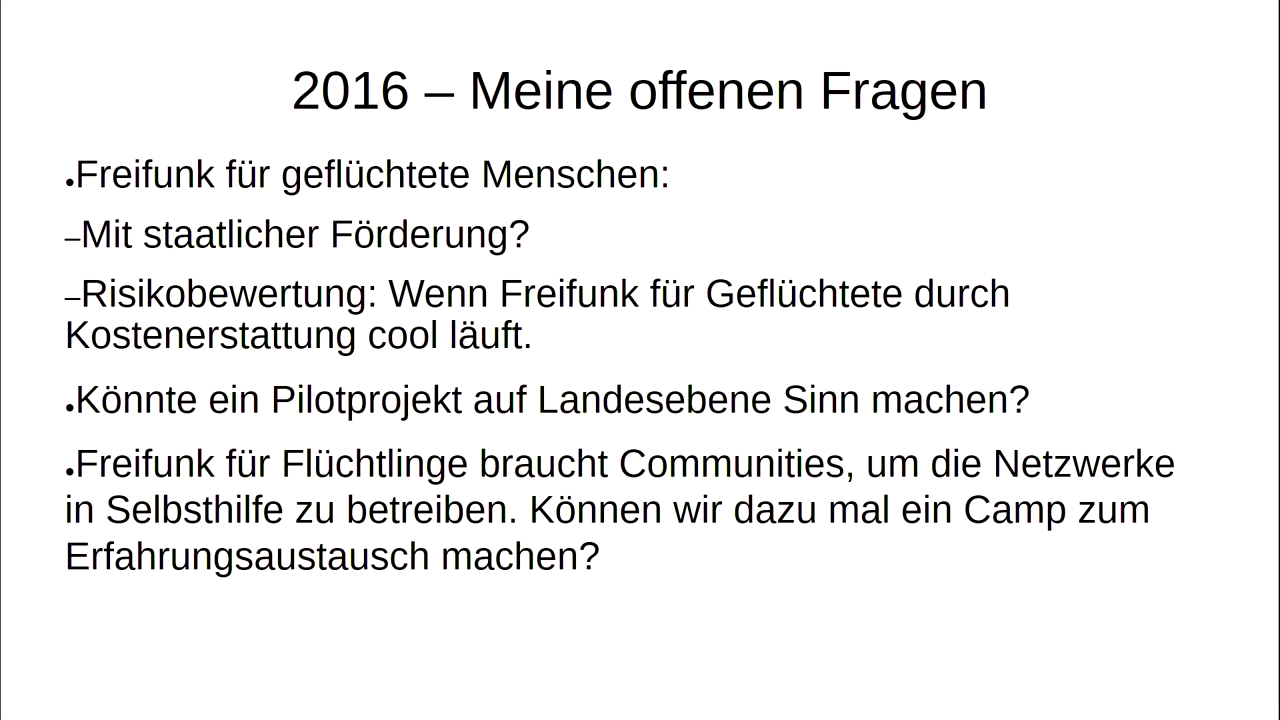 2016 – Meine offenen Fragen
●Freifunk für geflüchtete Menschen:
–Mit staatlicher Förderung?
–Risikobewertung: Wenn Freifunk für Geflüchtete durch
Kostenerstattung cool läuft.
●Könnte ein Pilotprojekt auf Landesebene Sinn machen?
●Freifunk für Flüchtlinge braucht Communities, um die Netzwerke
in Selbsthilfe zu betreiben. Können wir dazu mal ein Camp zum
Erfahrungsaustausch machen?